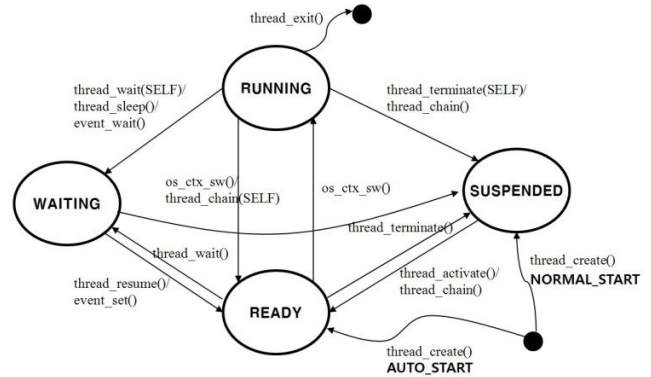 thread_exit()
RUNNING
thread_wait(SELF)/
thread_sleep()/
event_wait()
thread_terminate(SELF)/
thread_chain()
os_ctx_sw()/
thread_chain(SELF)
os_ctx_sw()
WAITING
SUSPENDED
thread_terminate()
thread_wait()
thread_resume()/
event_set()
thread_activate()/
thread_chain()
thread_create()
NORMAL_START
READY
thread_create()
AUTO_START